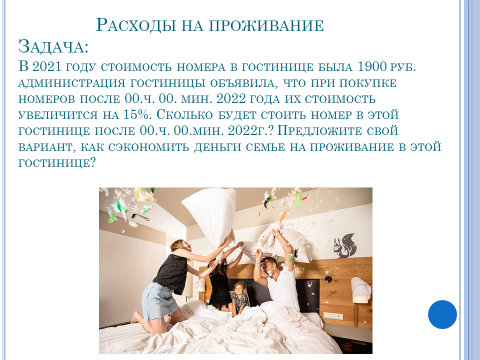 Расходы на проживание
Задача:
В 2021 году стоимость номера в гостинице была 1900 руб.
администрация гостиницы объявила, что при покупке
номеров после 00.ч. 00. мин. 2022 года их стоимость
увеличится на 15%. Сколько будет стоить номер в этой
гостинице после 00.ч. 00.мин. 2022г.? Предложите свой
вариант, как сэкономить деньги семье на проживание в этой
гостинице?